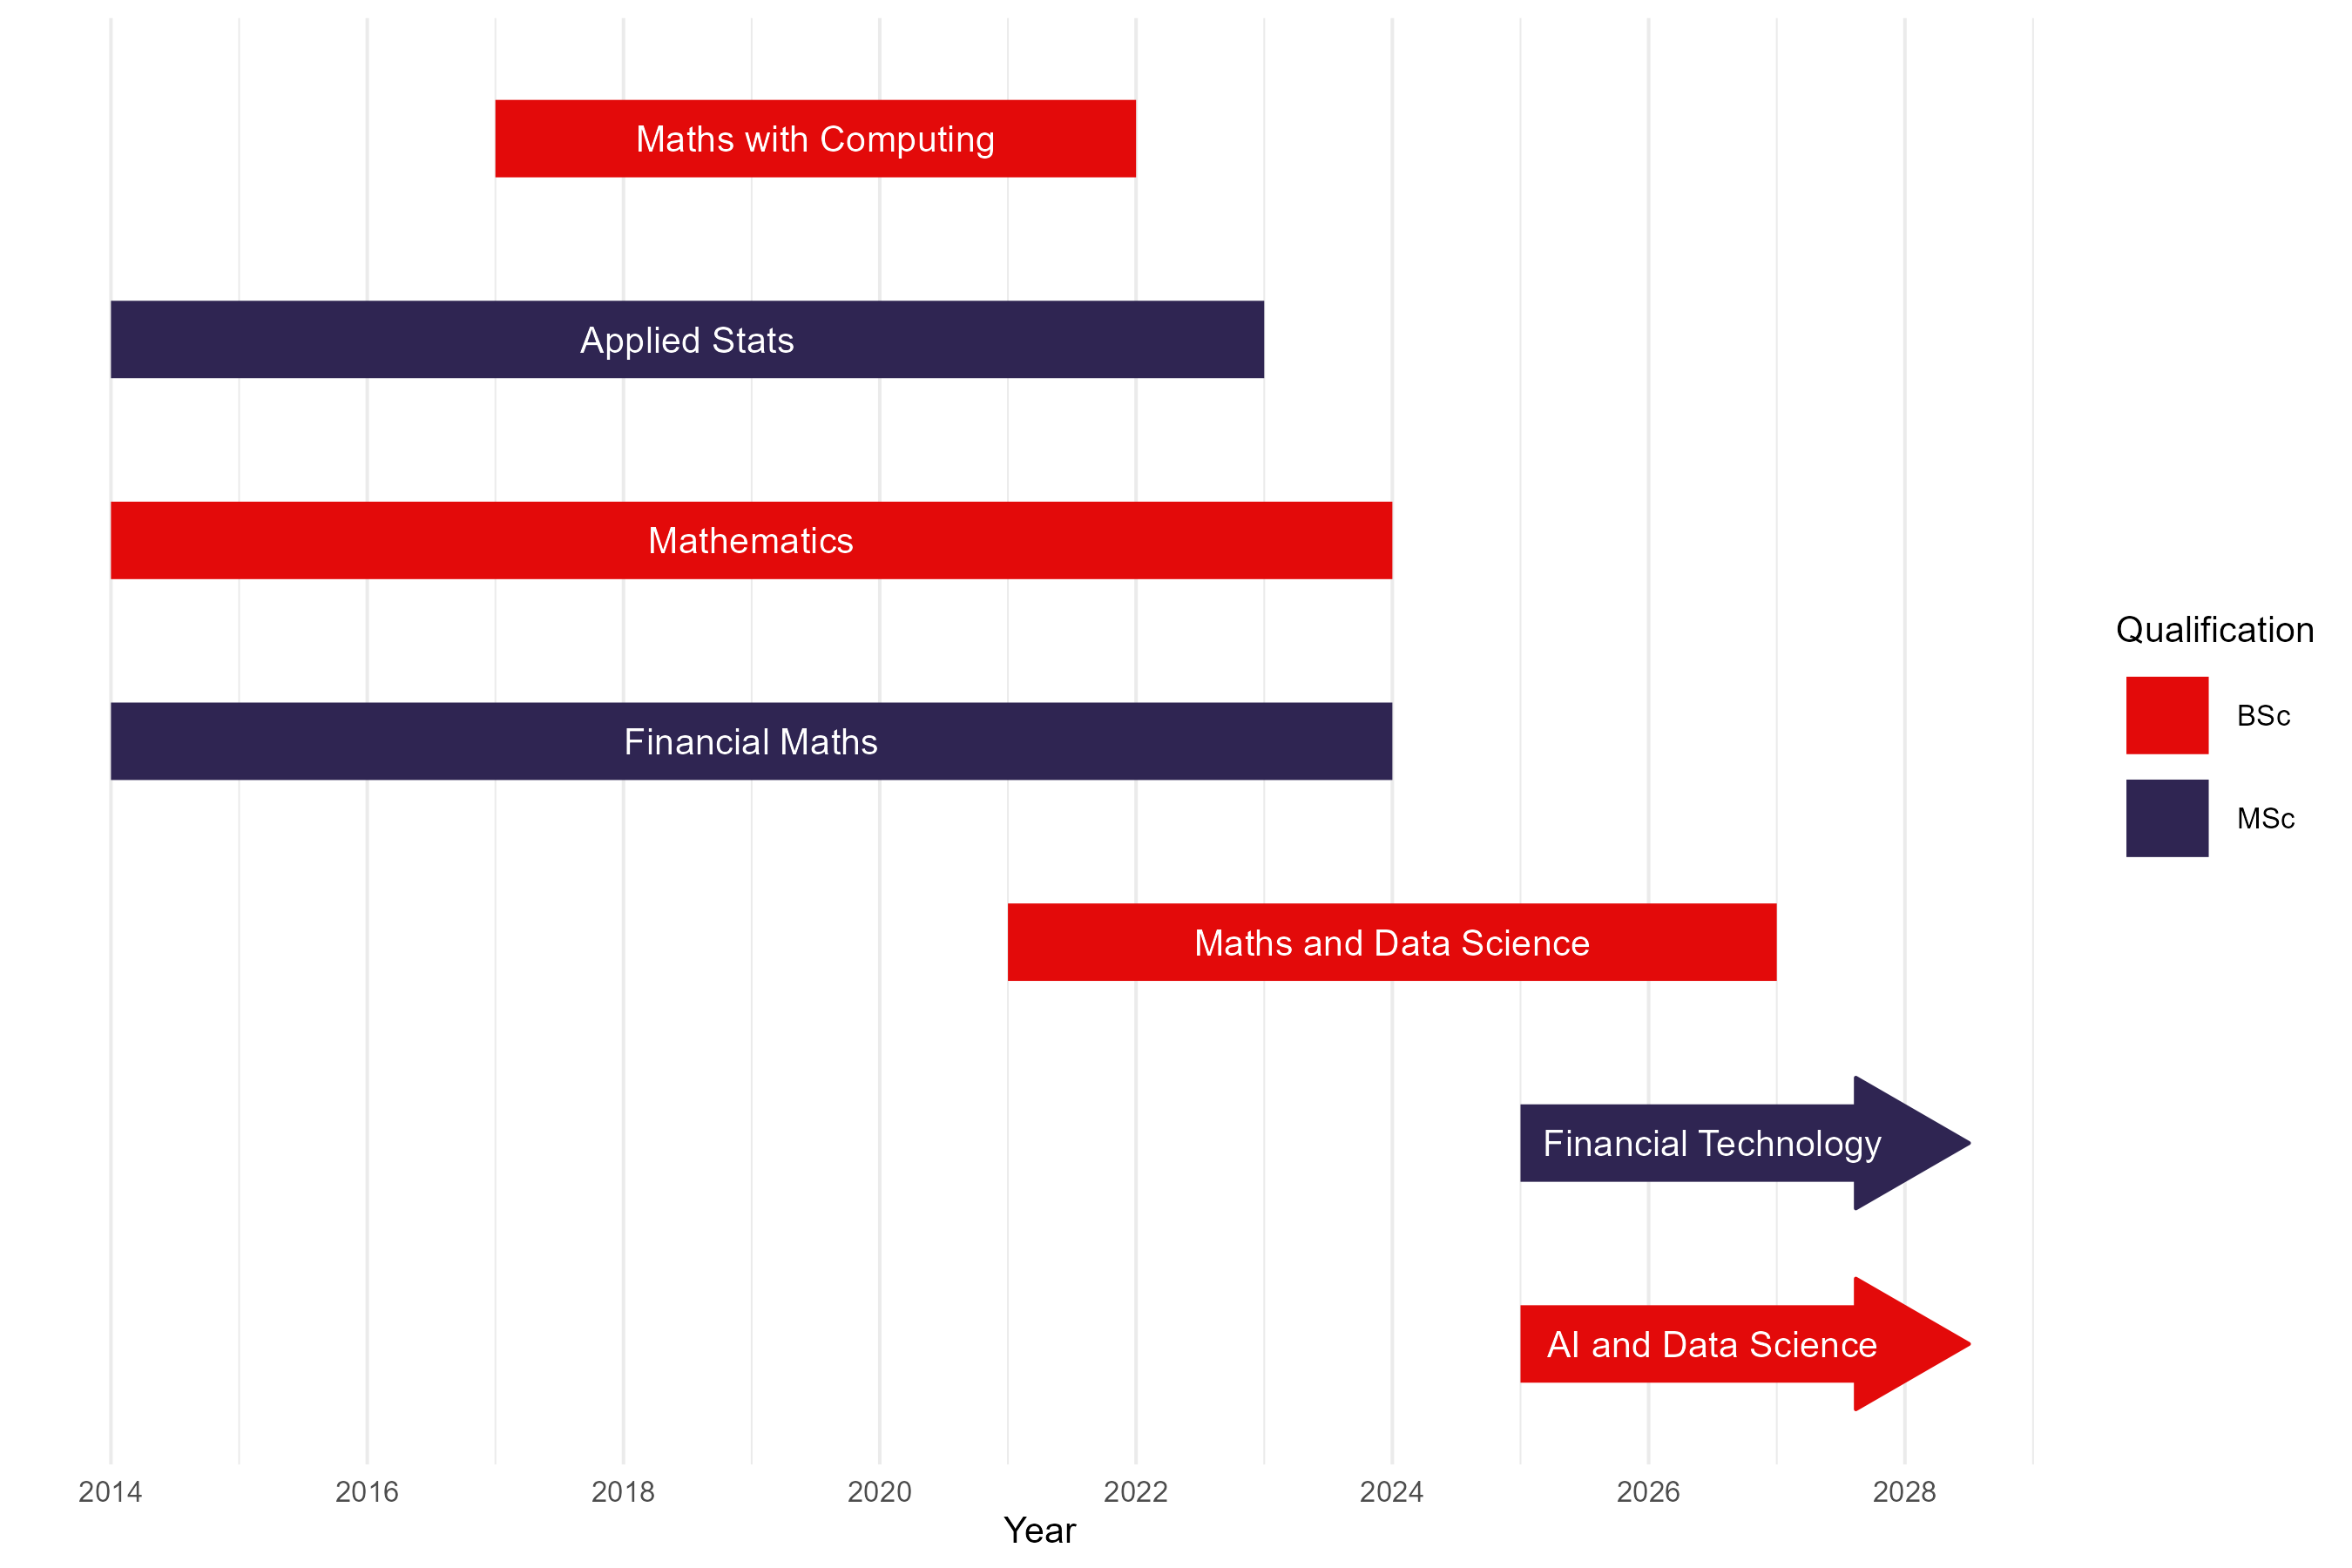 Maths with Computing
Applied Stats
Mathematics
Financial Maths
Maths and Data Science
Financial Technology
AI and Data Science
2014 2016 2018 2020 2022 2024 2026 2028
Year
Qualification
BSc
MSc